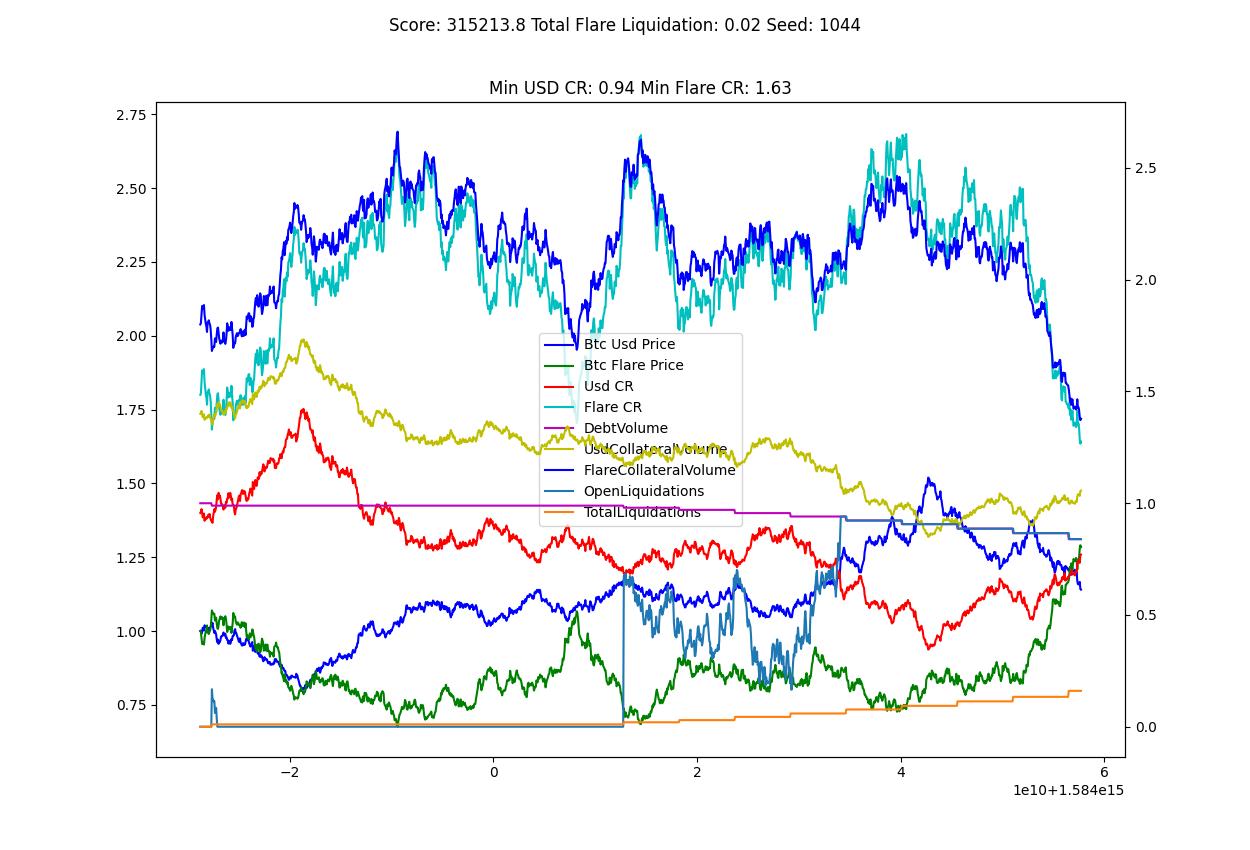 Score: 315213.8 Total Flare Liquidation: 0.02 Seed: 1044
Min USD CR: 0.94 Min Flare CR: 1.63
2.75
2.50
2.25
2.00
1.75
1.50
1.25
1.00
0.75
2.5
2.0
1.5
1.0
0.5
0.0
Btc Usd Price
Btc Flare Price
Usd CR
Flare CR
DebtVolume
UsdCollateralVolume
FlareCollateralVolume
OpenLiquidations
TotalLiquidations
−2 0 2 4 6
1e10+1.584e15